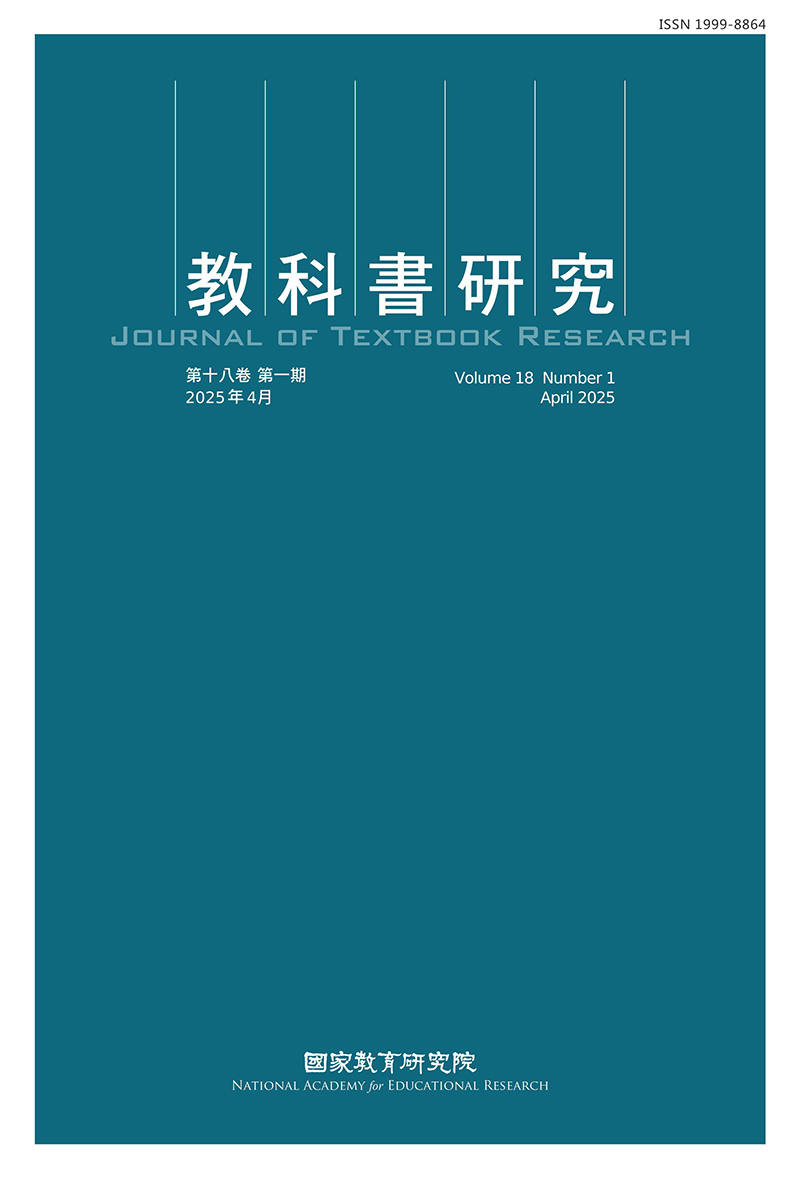 ISSN 1999-8864
教科書研究
JOURNAL OF TEXTBOOK RESEARCH
第十八卷 第一期
2025年4月
Volume 18 Number 1
April 2025
國家教育研究院
NATIONAL ACADEMY for EDUCATIONAL RESEARCH